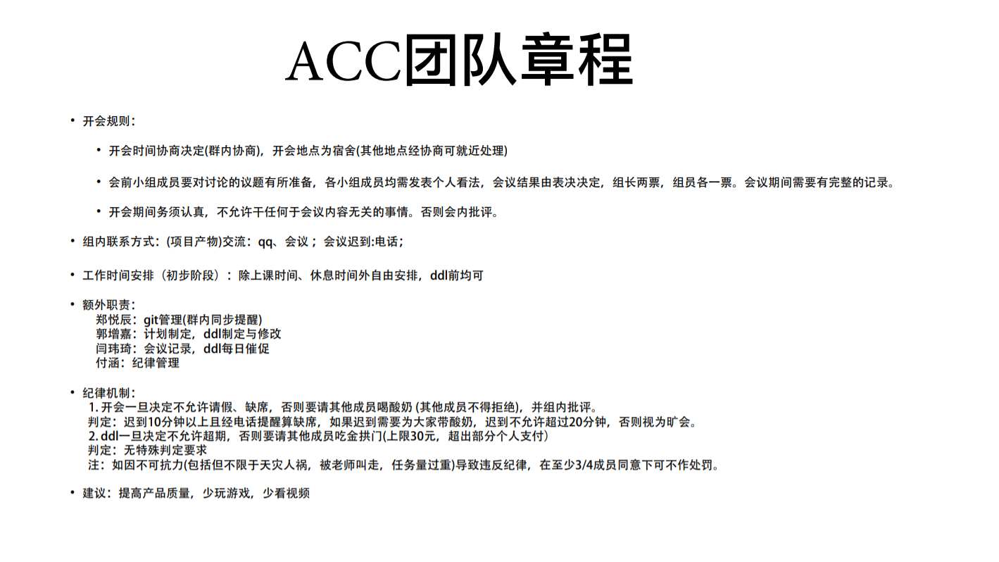 ACC团队章程
• 开会规则：
• 开会时间协商决定(群内协商)，开会地点为宿舍(其他地点经协商可就近处理)
• 会前小组成员要对讨论的议题有所准备，各小组成员均需发表个人看法，会议结果由表决决定，组长两票，组员各一票。会议期间需要有完整的记录。
• 开会期间务须认真，不允许干任何于会议内容无关的事情。否则会内批评。
• 组内联系方式：(项目产物)交流：qq、会议 ；会议迟到:电话；
• 工作时间安排（初步阶段）：除上课时间、休息时间外自由安排，ddl前均可
• 额外职责：
郑悦辰：git管理(群内同步提醒)
郭增嘉：计划制定，ddl制定与修改
闫玮琦：会议记录，ddl每日催促
付涵：纪律管理
• 纪律机制：
1. 开会一旦决定不允许请假、缺席，否则要请其他成员喝酸奶 (其他成员不得拒绝)，并组内批评。
判定：迟到10分钟以上且经电话提醒算缺席，如果迟到需要为大家带酸奶，迟到不允许超过20分钟，否则视为旷会。
2. ddl一旦决定不允许超期，否则要请其他成员吃金拱门(上限30元，超出部分个人支付）
判定：无特殊判定要求
注：如因不可抗力(包括但不限于天灾人祸，被老师叫走，任务量过重)导致违反纪律，在至少3/4成员同意下可不作处罚。
• 建议：提高产品质量，少玩游戏，少看视频